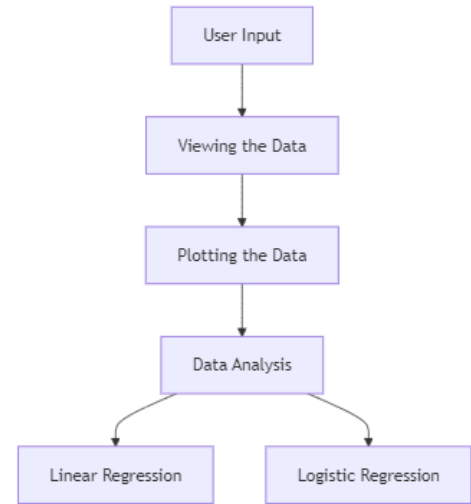 User Input
Viewing the Data
Plotting the Data
Data Analysis
Linear Regression
Logistic Regression